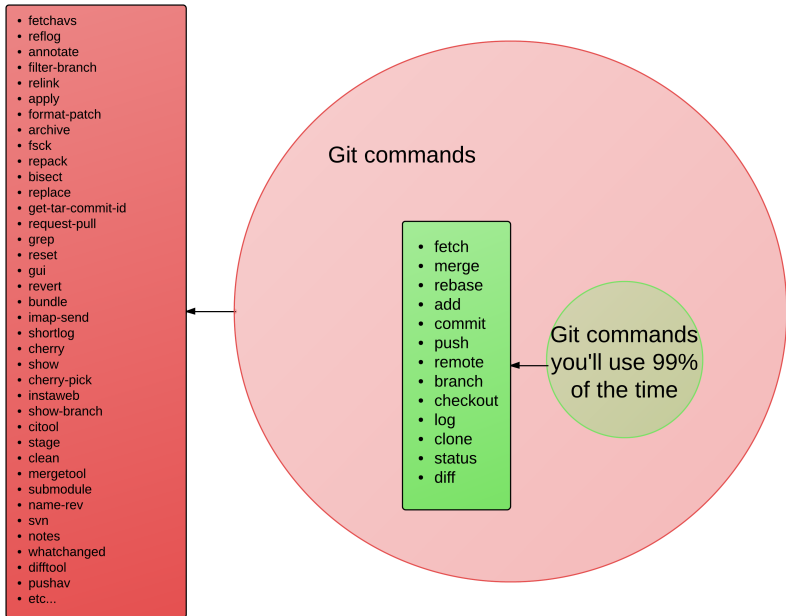 fetchavs
reflog
annotate
filter-branch
relink
apply
format-patch
archive
fsck
repack
bisect
replace
get-tar-commit-id
request-pull
grep
reset
gui
revert
bundle
imap-send
shortlog
cherry
show
cherry-pick
instaweb
show-branch
citool
stage
clean
mergetool
submodule
name-rev
svn
notes
whatchanged
difftool
pushav
etc...
Git commands
fetch
merge
rebase
add
commit
push
remote
branch
checkout
log
clone
status
diff
Git commands
you'll use 99%
of the time